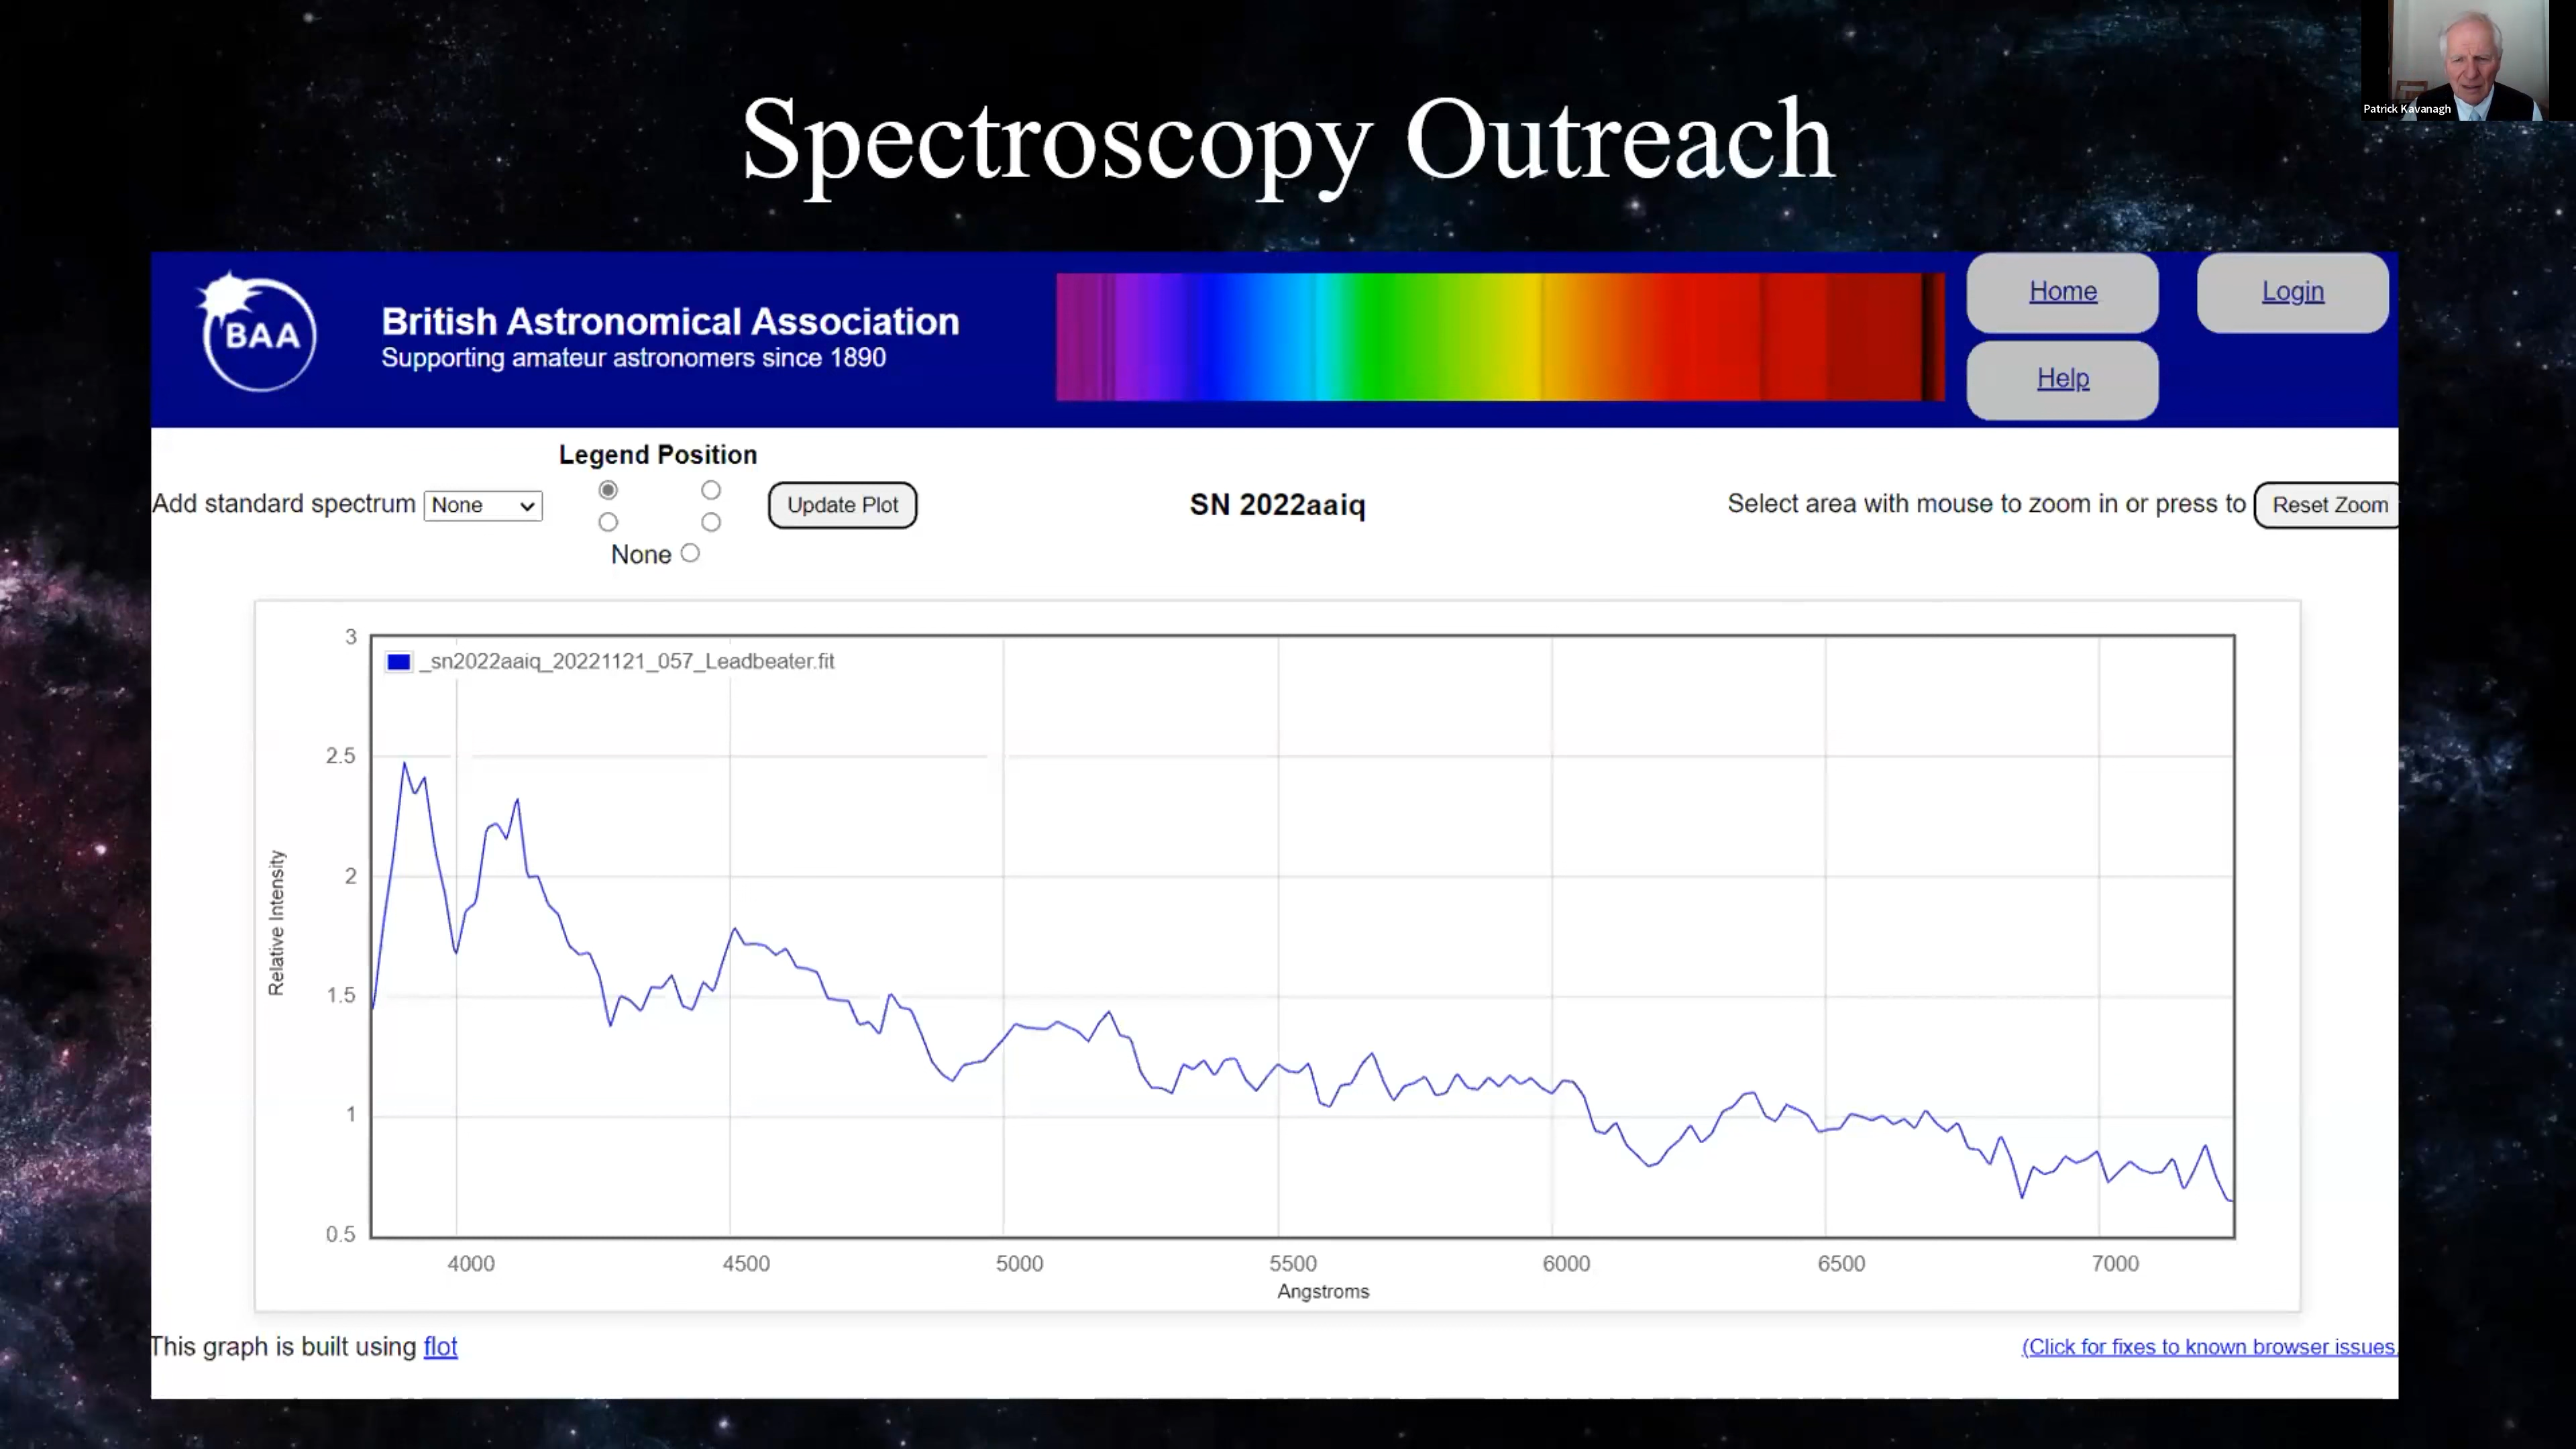 Patrick Kavanagh
Spectroscopy Outreach
BAA
British Astronomical Association
Supporting amateur astronomers since 1890
Home
Login
Help
Legend Position
Add standard spectrum None
Update Plot
SN 2022aaiq
Select area with mouse to zoom in or press to Reset Zoom
None
_sn2022aaiq_20221121_057_Leadbeater.fit
3
2.5
2
1.5
1
0.5
Relative Intensity
4000 4500 5000 5500 6000 6500 7000
Angstroms
This graph is built using flot
(Click for fixes to known browser issues